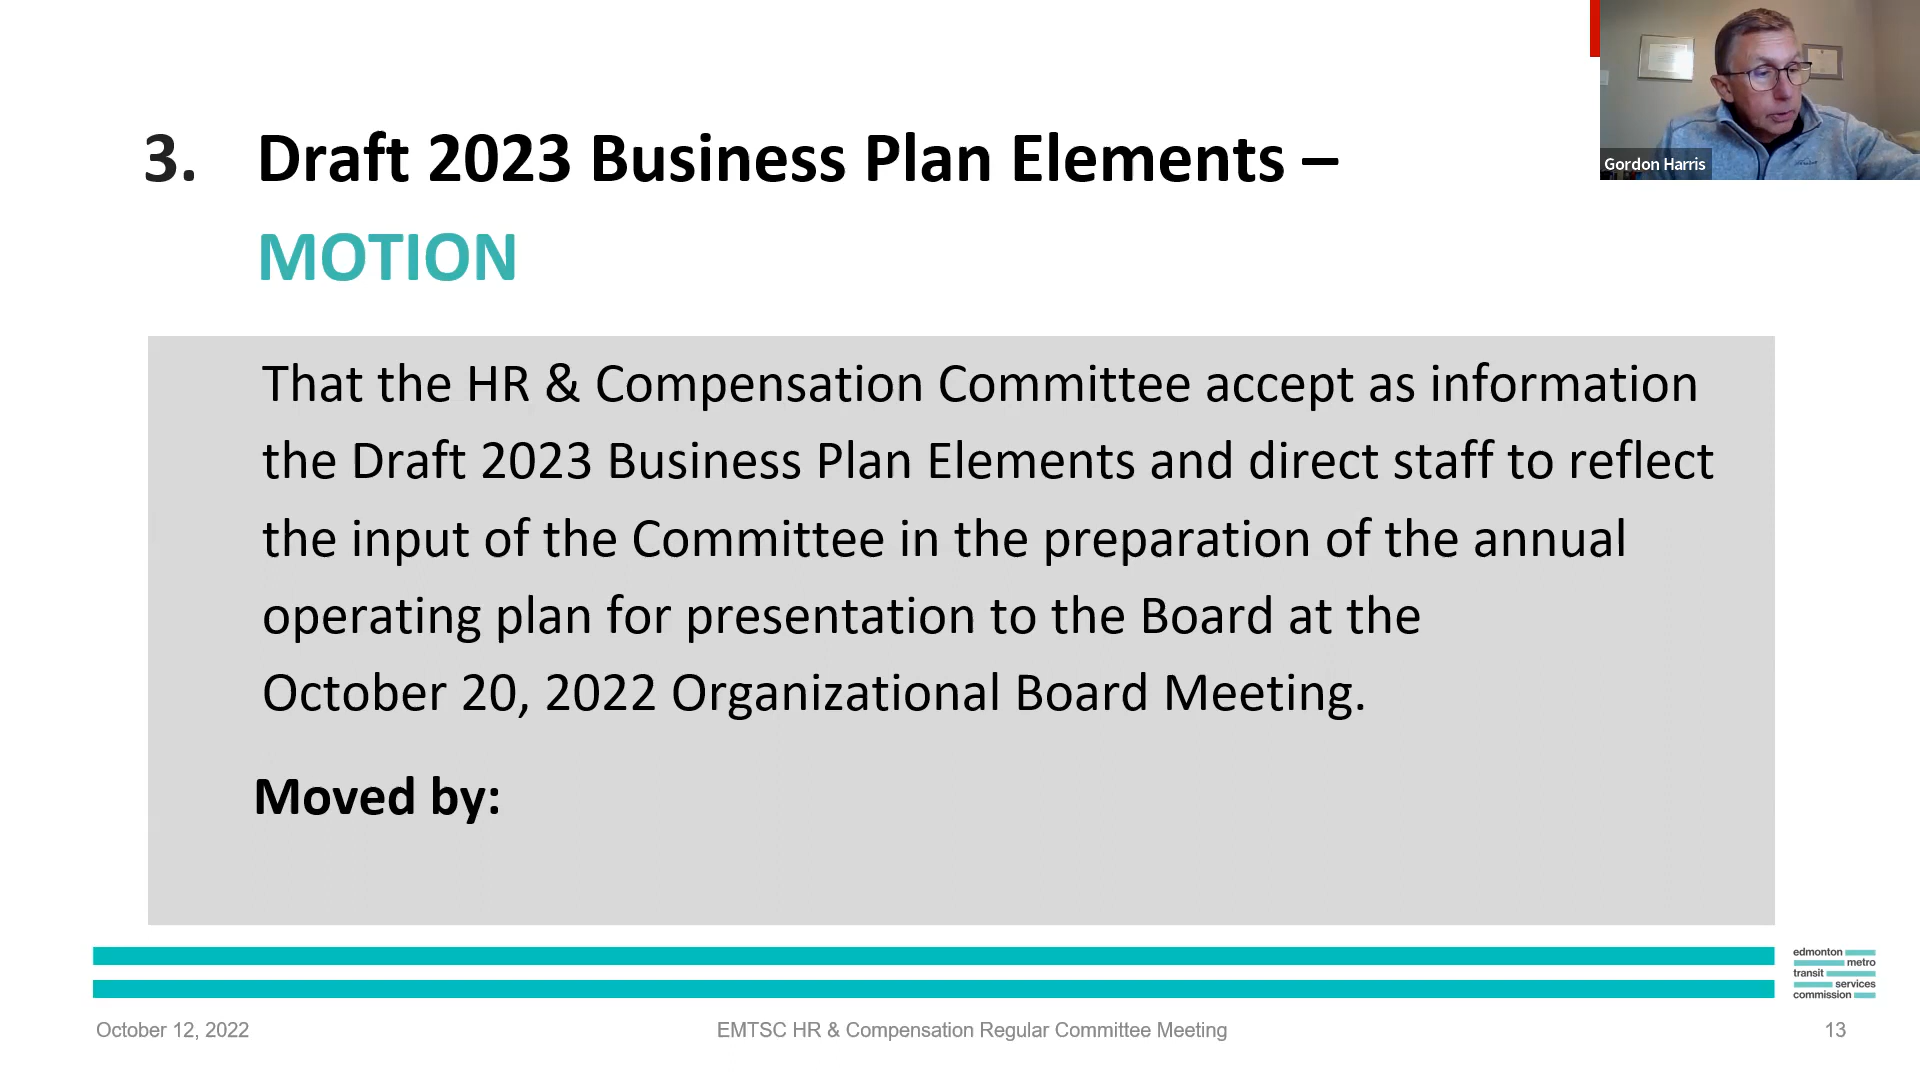 3. Draft 2023 Business Plan Elements –
MOTION
Gordon Harris
That the HR & Compensation Committee accept as information
the Draft 2023 Business Plan Elements and direct staff to reflect
the input of the Committee in the preparation of the annual
operating plan for presentation to the Board at the
October 20, 2022 Organizational Board Meeting.
Moved by:
edmonton
metro
transit
services
commission
October 12, 2022
EMTSC HR & Compensation Regular Committee Meeting
13